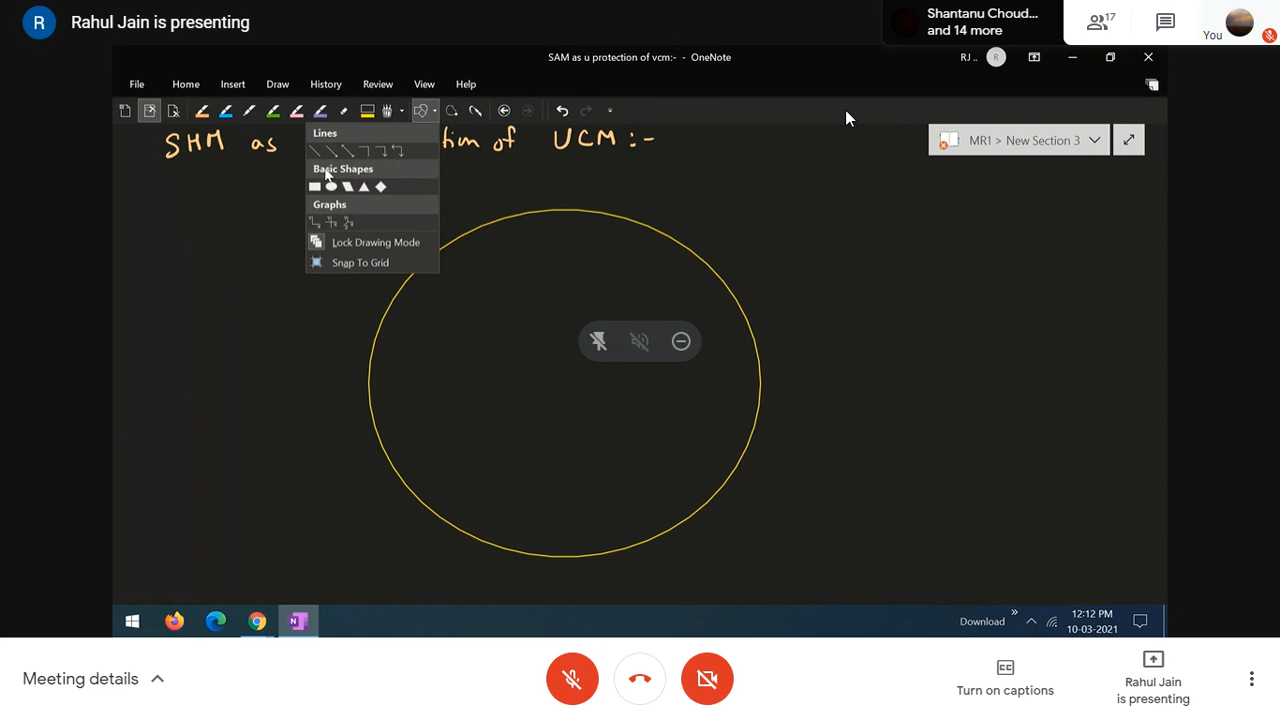 R Rahul Jain is presenting
Shantanu Choud...
and 14 more
17
You
SAM as u protection of vcm:- - OneNote
RJ ..
R
File Home Insert Draw History Review View Help
SHM as tion of UCM :-
MR1 > New Section 3
Lines
Basic Shapes
Graphs
Lock Drawing Mode
Snap To Grid
N
Download
12:12 PM
10-03-2021
Meeting details
CC
Turn on captions
Rahul Jain
is presenting